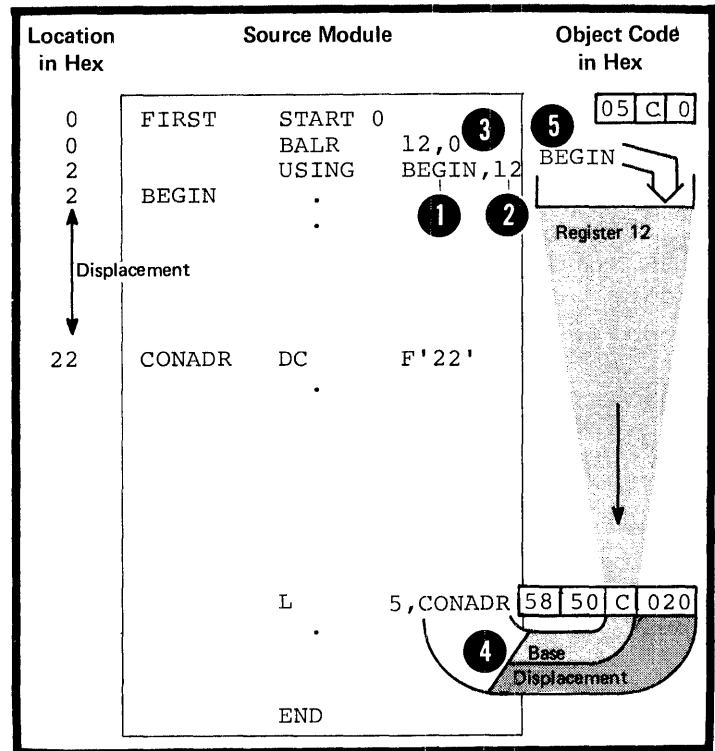 Location in Hex Source Module Object Code in Hex
0 FIRST START 0 05 C 0
0 BALR 12,0 3 5
2 USING BEGIN,12 BEGIN
2 BEGIN .
. 1 2 Register 12
Displacement
22 CONADR DC F'22'
.
L 5,CONADR 58 50 C 020
. 4 Base
Displacement
END